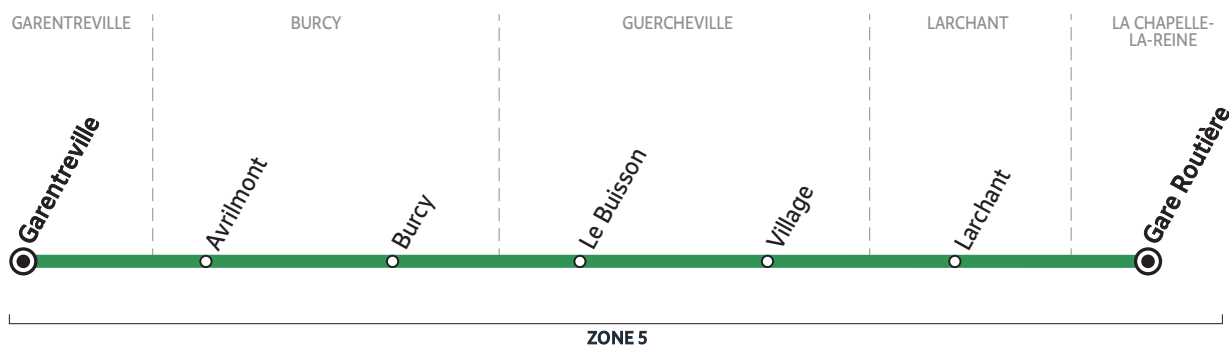 GARENTREVILLE
BURCY
GUERCHEVILLE
LARCHANT
LA CHAPELLE-
LA-REINE
Garentreville
Avrilmont
Burcy
Le Buisson
Village
Larchant
Gare Routière
ZONE 5